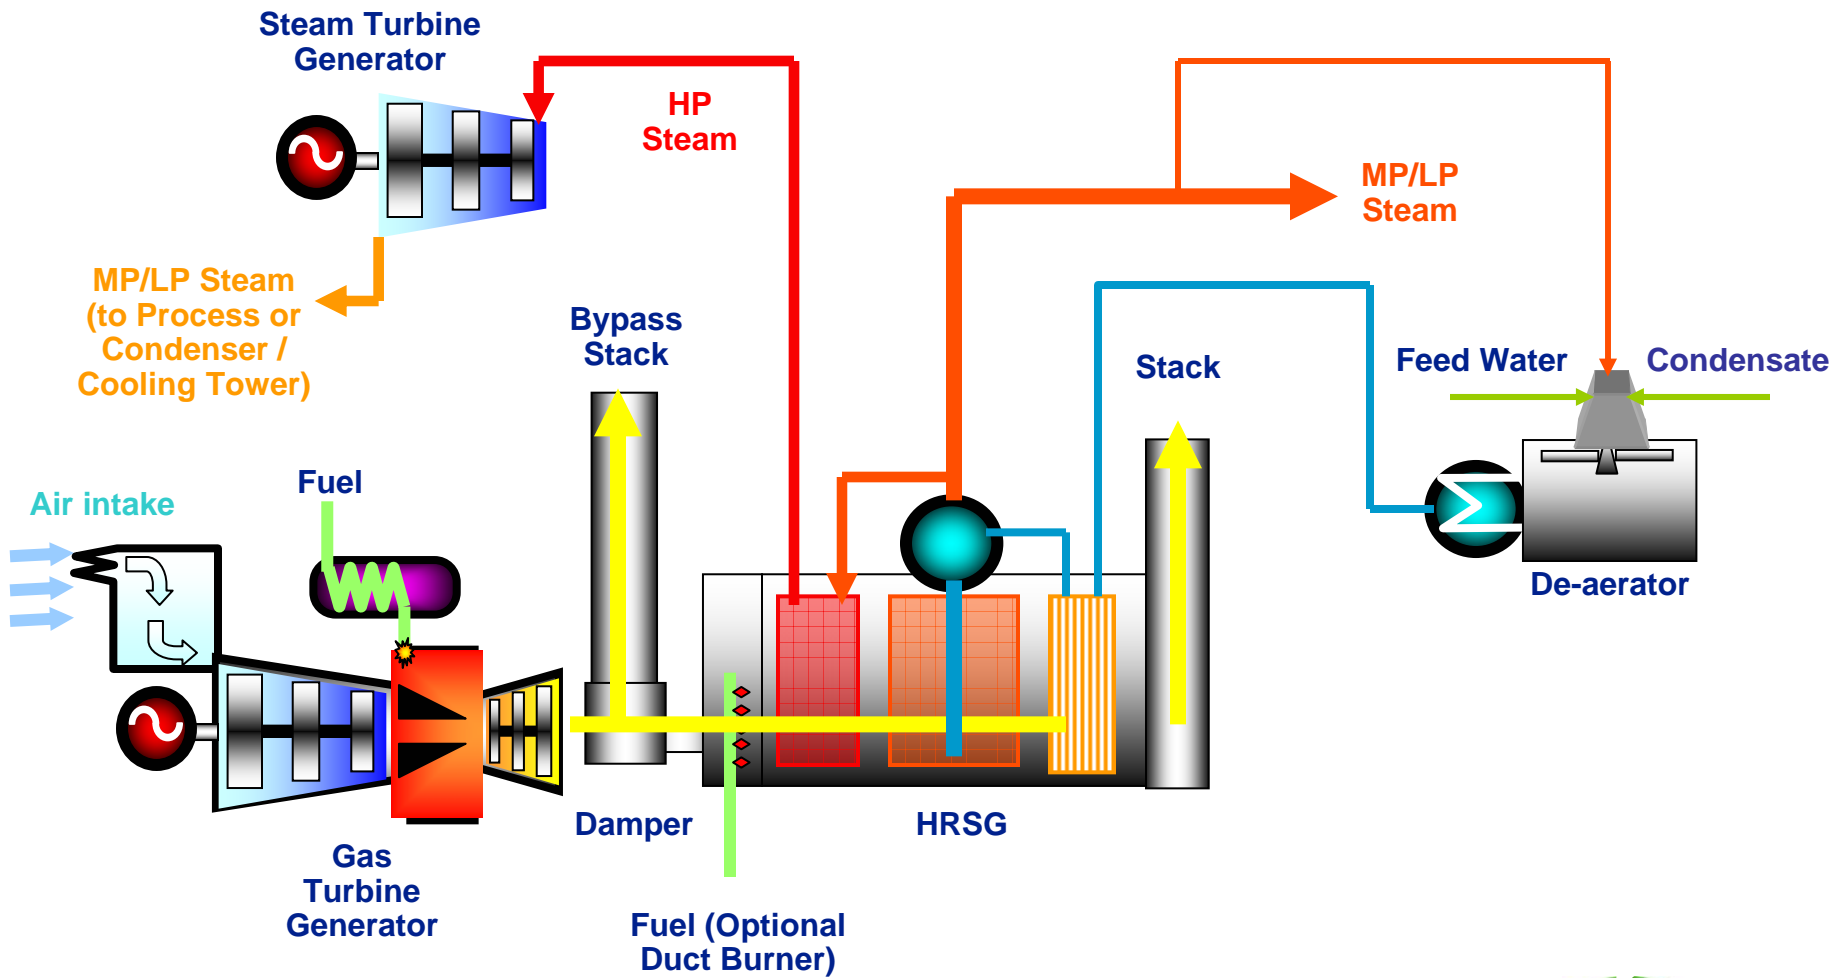 Steam Turbine
Generator
HP
Steam
MP/LP
Steam
MP/LP Steam
(to Process or
Condenser /
Cooling Tower)
Bypass
Stack
Stack
Feed Water
Condensate
Air intake
Fuel
De-aerator
Damper
HRSG
Gas
Turbine
Generator
Fuel (Optional
Duct Burner)